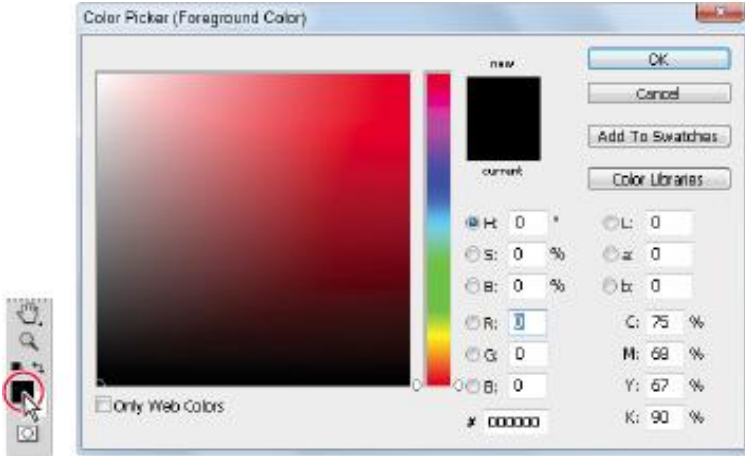 Color Picker (Foreground Color)
new
current
OK
Cancel
Add To Swatches
Color Libraries
H: 0 °
S: 0 %
B: 0 %
R: 0
G: 0
B: 0
# 000000
L: 0
a: 0
b: 0
C: 75 %
M: 68 %
Y: 67 %
K: 90 %
Only Web Colors